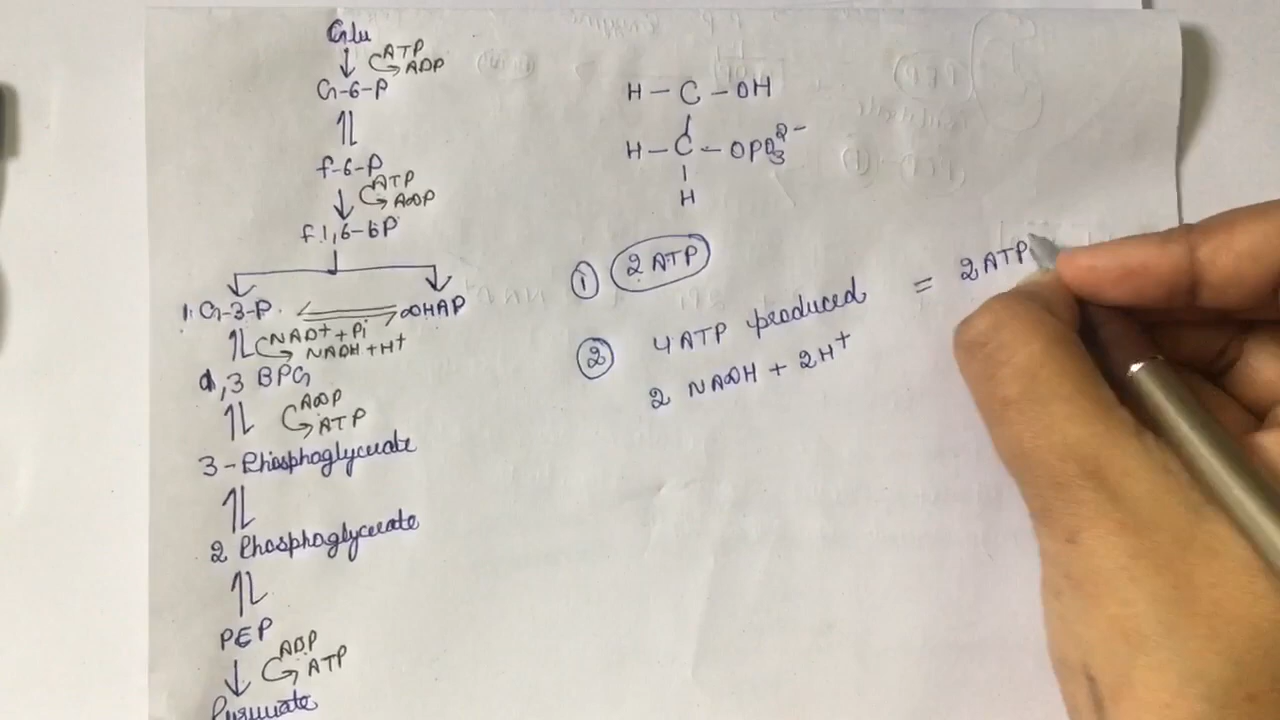 Glu
ATP
ADP
G-6-P
f-6-P
ATP
ADP
f.1,6-BP
1. G-3-P
DHAP
NAD+ + Pi
NADH + H+
1,3 BPG
ADP
ATP
3-Phosphoglycerate
2 Phosphoglycerate
PEP
ADP
ATP
Pyruvate
H-C-OH
H-C-OPO3 2-
H
① 2 ATP
② 4 ATP produced = 2 ATP
2 NADH + 2H+